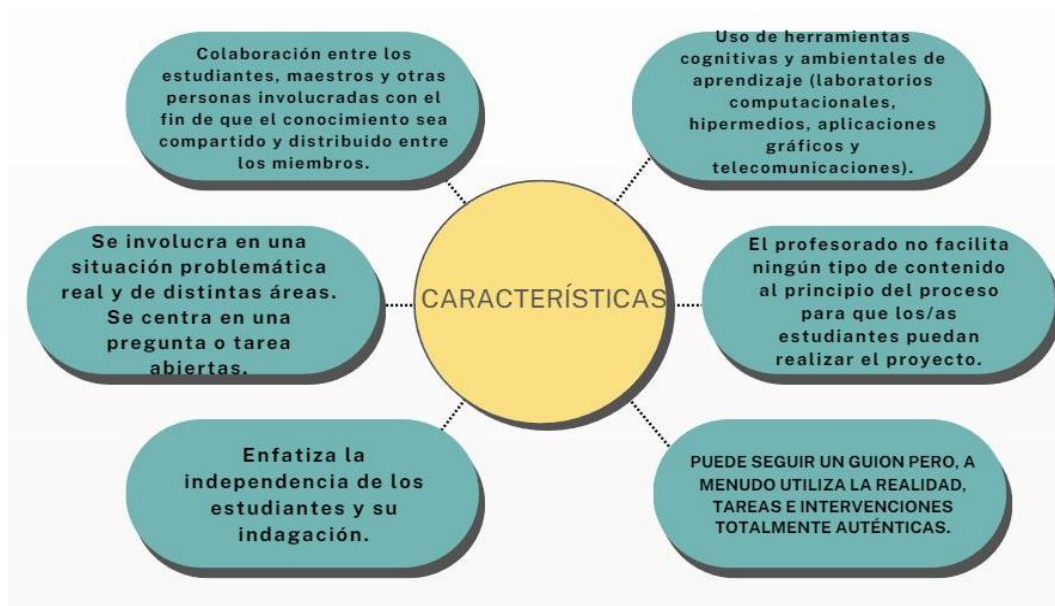 Colaboración entre los
estudiantes, maestros y otras
personas involucradas con el
fin de que el conocimiento sea
compartido y distribuido entre
los miembros.
Uso de herramientas
cognitivas y ambientales de
aprendizaje (laboratorios
computacionales,
hipermedios, aplicaciones
gráficos y
telecomunicaciones).
Se involucra en una
situación problemática
real y de distintas áreas.
Se centra en una
pregunta o tarea
abiertas.
CARACTERÍSTICAS
El profesorado no facilita
ningún tipo de contenido
al principio del proceso
para que los/as
estudiantes puedan
realizar el proyecto.
Enfatiza la
independencia de los
estudiantes y su
indagación.
PUEDE SEGUIR UN GUION PERO, A
MENUDO UTILIZA LA REALIDAD,
TAREAS E INTERVENCIONES
TOTALMENTE AUTÉNTICAS.